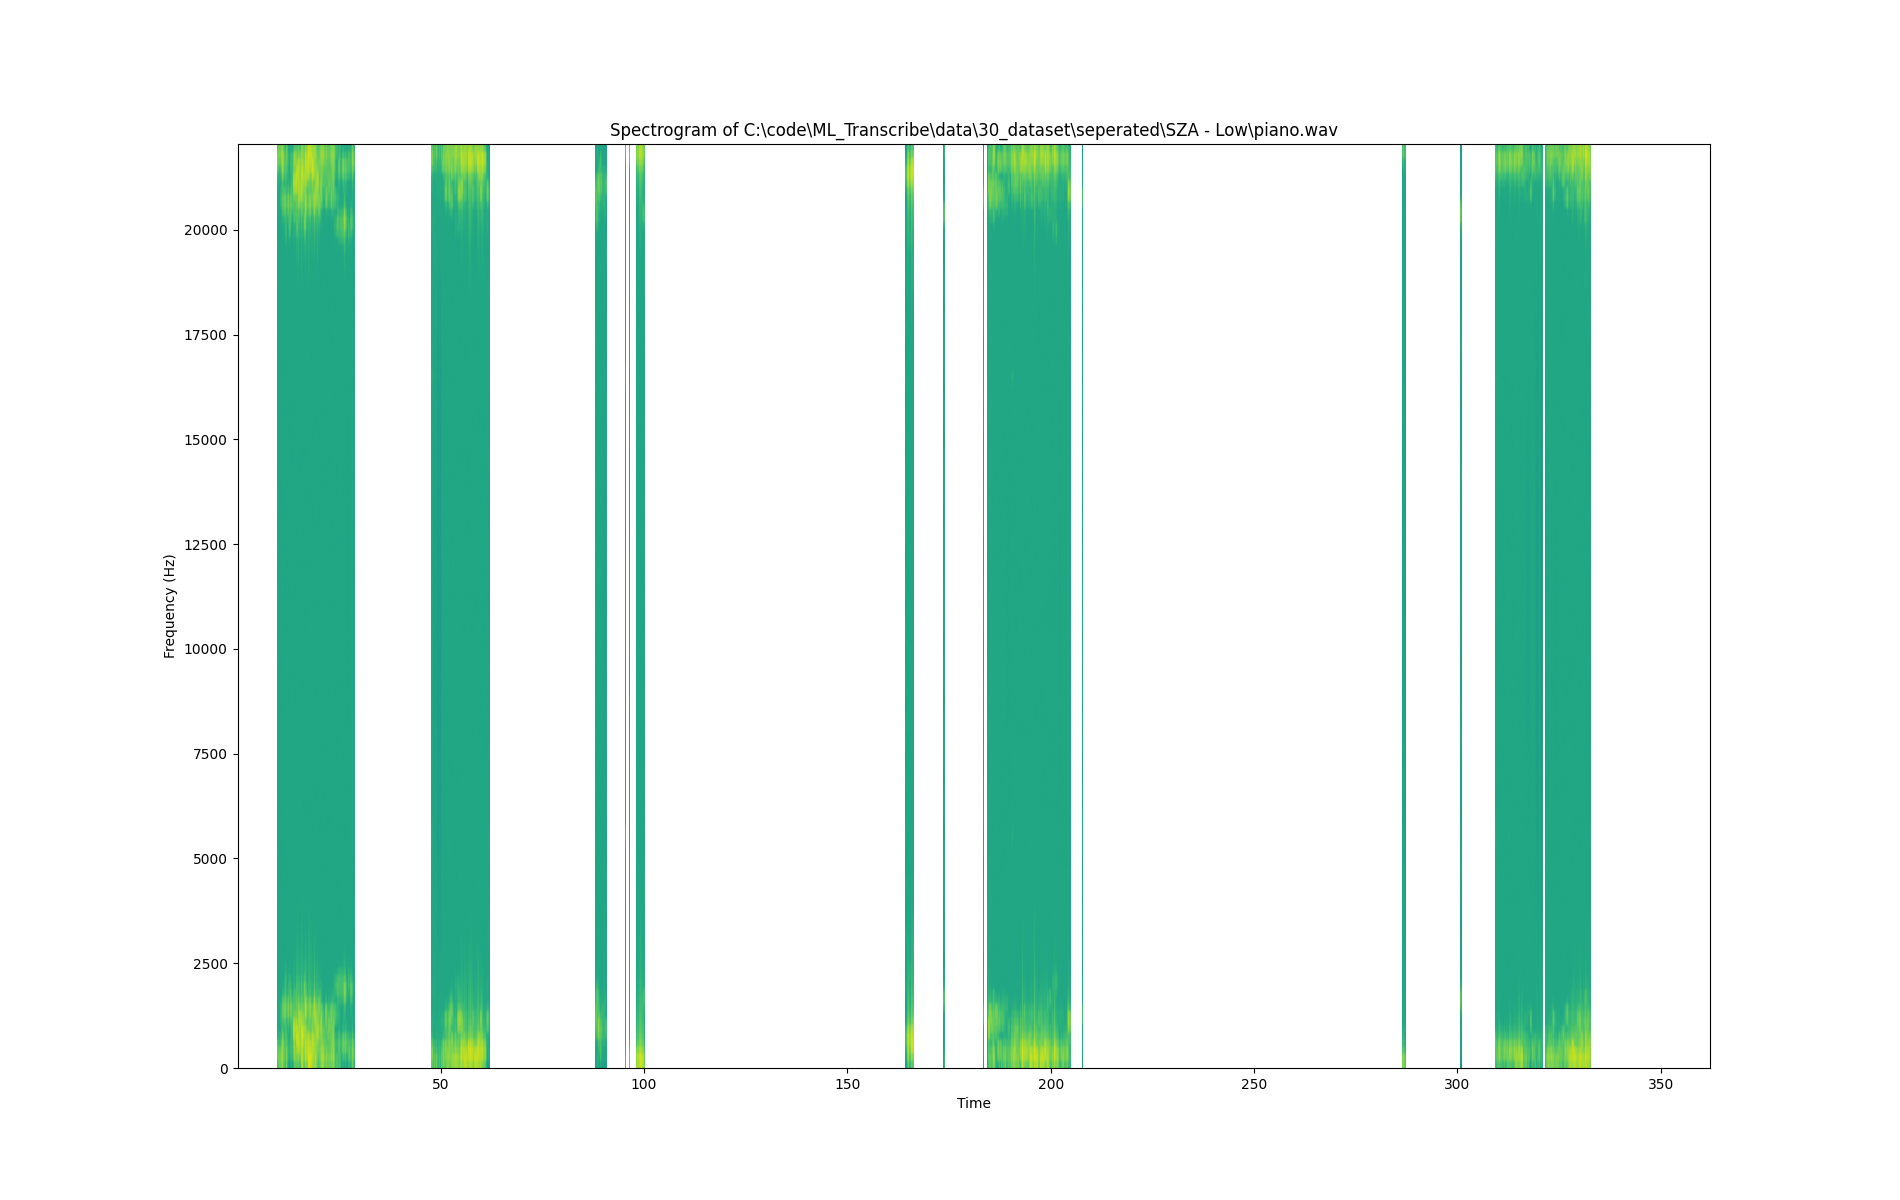 Spectrogram of C:\code\ML_Transcribe\data\30_dataset\seperated\SZA - Low\piano.wav
20000
17500
15000
12500
10000
7500
5000
2500
0
Frequency (Hz)
50 100 150 200 250 300 350
Time